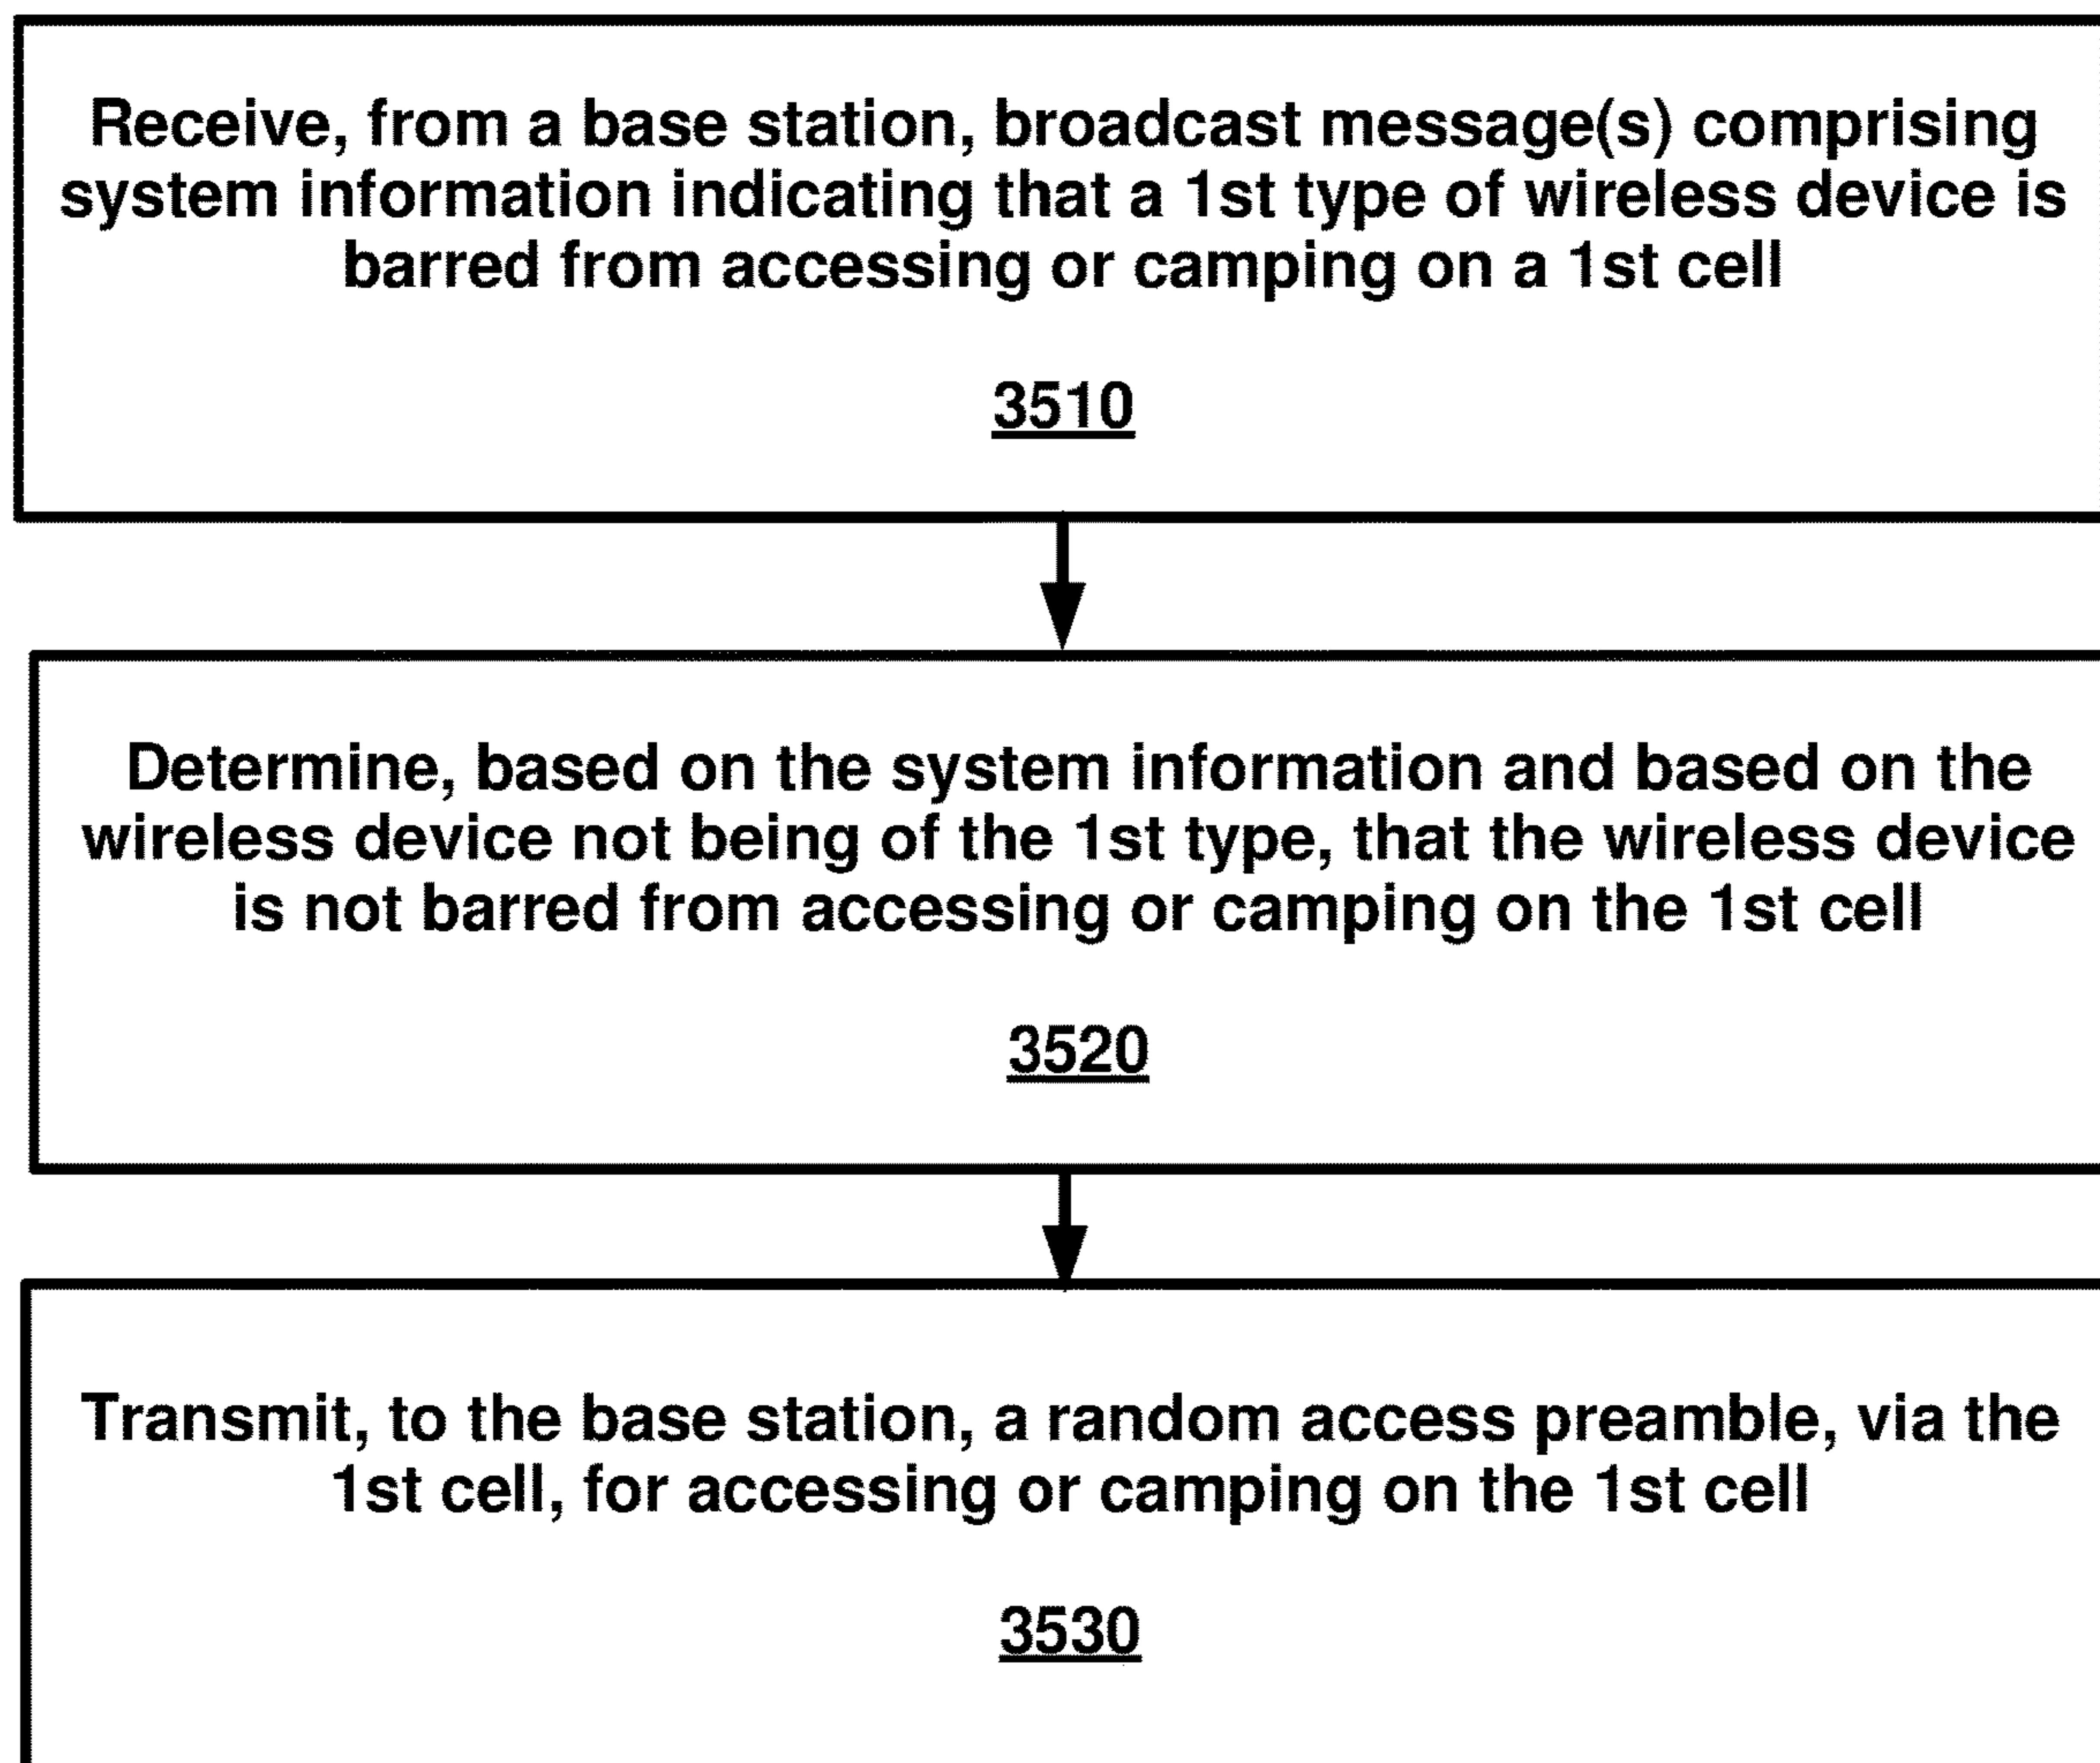 Receive, from a base station, broadcast message(s) comprising
system information indicating that a 1st type of wireless device is
barred from accessing or camping on a 1st cell
3510
Determine, based on the system information and based on the
wireless device not being of the 1st type, that the wireless device
is not barred from accessing or camping on the 1st cell
3520
Transmit, to the base station, a random access preamble, via the
1st cell, for accessing or camping on the 1st cell
3530